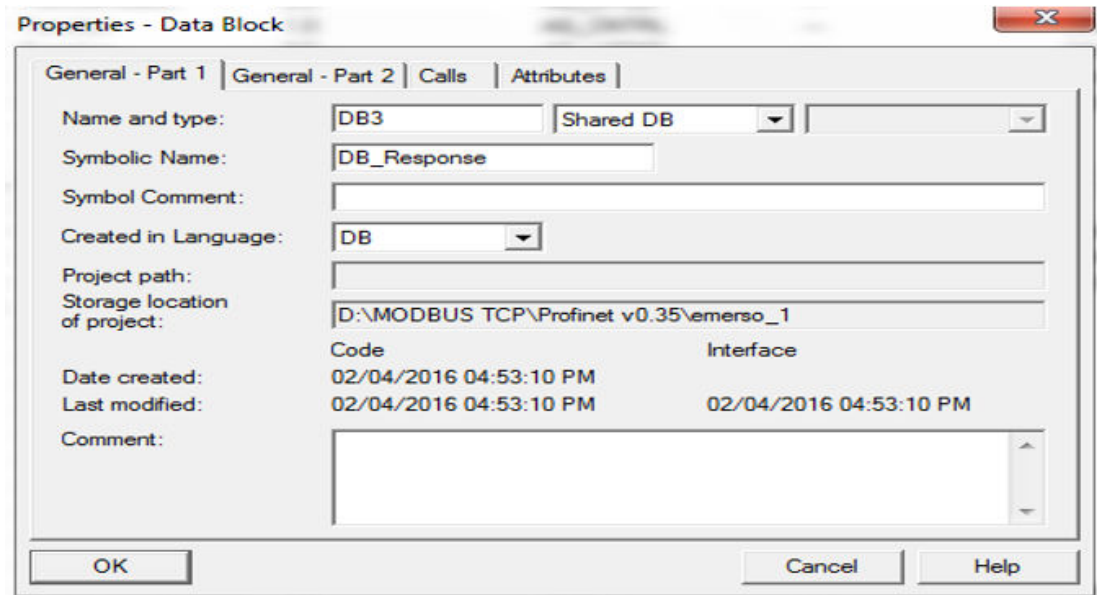 Properties - Data Block
General - Part 1 General - Part 2 Calls Attributes
Name and type: DB3 Shared DB
Symbolic Name: DB_Response
Symbol Comment:
Created in Language: DB
Project path:
Storage location
of project: D:\MODBUS TCP\Profinet v0.35\emerso_1
Code Interface
Date created: 02/04/2016 04:53:10 PM
Last modified: 02/04/2016 04:53:10 PM 02/04/2016 04:53:10 PM
Comment:
OK Cancel Help